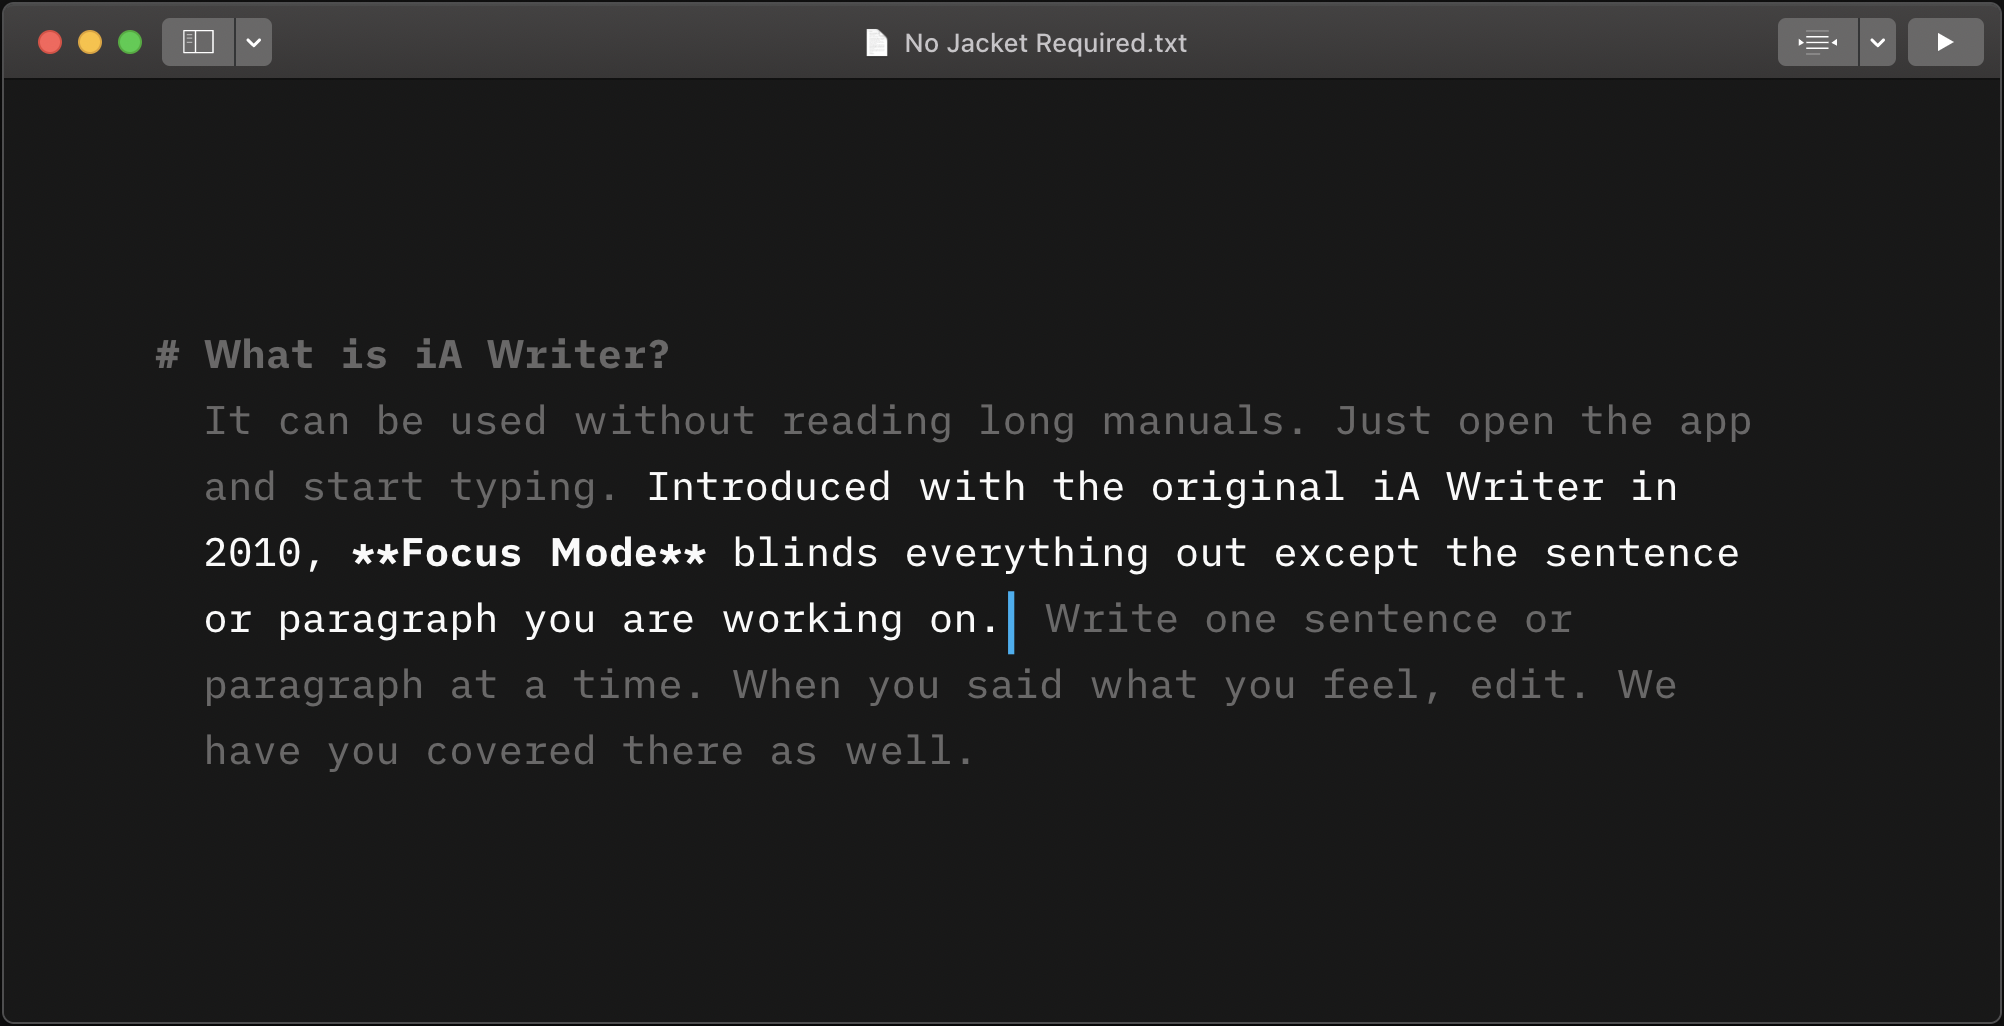 No Jacket Required.txt
# What is iA Writer?
It can be used without reading long manuals. Just open the app
and start typing. Introduced with the original iA Writer in
2010, **Focus Mode** blinds everything out except the sentence
or paragraph you are working on. Write one sentence or
paragraph at a time. When you said what you feel, edit. We
have you covered there as well.